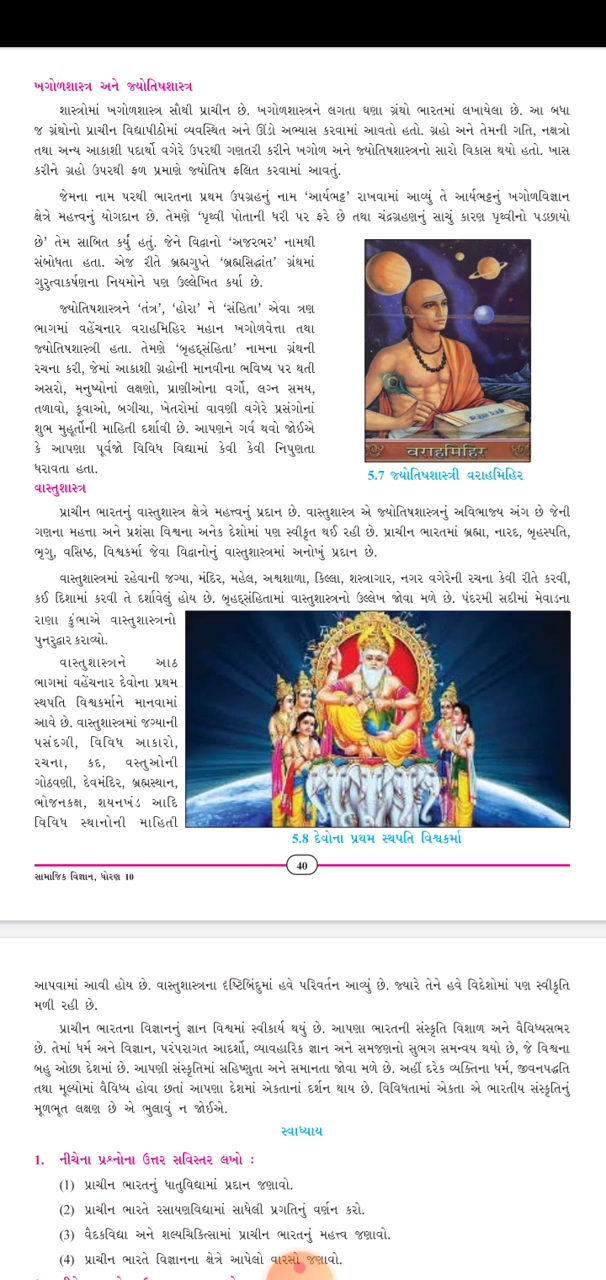 ખગોળશાસ્ત્ર અને જ્યોતિષશાસ્ત્ર
શાસ્ત્રોમાં ખગોળશાસ્ત્ર સૌથી પ્રાચીન છે. ખગોળશાસ્ત્રને લગતા ઘણા ગ્રંથો ભારતમાં લખાયેલા છે. આ બધા
જ ગ્રંથોનો પ્રાચીન વિદ્યાપીઠોમાં વ્યવસ્થિત અને ઊંડો અભ્યાસ કરવામાં આવતો હતો. ગ્રહો અને તેમની ગતિ, નક્ષત્રો
તથા અન્ય આકાશી પદાર્થો વગેરે ઉપરથી ગણતરી કરીને ખગોળ અને જ્યોતિષશાસ્ત્રનો સારો વિકાસ થયો હતો. ખાસ
કરીને ગ્રહો ઉપરથી ફળ પ્રમાણે જ્યોતિષ ફલિત કરવામાં આવતું.
જેમના નામ પરથી ભારતના પ્રથમ ઉપગ્રહનું નામ 'આર્યભટ્ટ' રાખવામાં આવ્યું તે આર્યભટ્ટનું ખગોળવિજ્ઞાન
ક્ષેત્રે મહત્ત્વનું યોગદાન છે. તેમણે 'પૃથ્વી પોતાની ધરી પર ફરે છે તથા ચંદ્રગ્રહણનું સાચું કારણ પૃથ્વીનો પડછાયો
છે' તેમ સાબિત કર્યું હતું. જેને વિદ્વાનો 'અજરભર' નામથી
સંબોધતા હતા. એજ રીતે બ્રહ્મગુપ્તે 'બ્રહ્મસિદ્ધાંત' ગ્રંથમાં
ગુરુત્વાકર્ષણના નિયમોને પણ ઉલ્લેખિત કર્યા છે.
જ્યોતિષશાસ્ત્રને 'તંત્ર', 'હોરા' ને 'સંહિતા' એવા ત્રણ
ભાગમાં વહેંચનાર વરાહમિહિર મહાન ખગોળવેત્તા તથા
જ્યોતિષશાસ્ત્રી હતા. તેમણે 'બૃહદ્સંહિતા' નામના ગ્રંથની
રચના કરી, જેમાં આકાશી ગ્રહોની માનવીના ભવિષ્ય પર થતી
અસરો, મનુષ્યોનાં લક્ષણો, પ્રાણીઓના વર્ગો, લગ્ન સમય,
તળાવો, કૂવાઓ, બગીચા, ખેતરોમાં વાવણી વગેરે પ્રસંગોનાં
શુભ મુહૂર્તોની માહિતી દર્શાવી છે. આપણને ગર્વ થવો જોઈએ
કે આપણા પૂર્વજો વિવિધ વિદ્યામાં કેવી કેવી નિપુણતા
ધરાવતા હતા.
वराहमिहिर
5.7 જ્યોતિષશાસ્ત્રી વરાહમિહિર
વાસ્તુશાસ્ત્ર
પ્રાચીન ભારતનું વાસ્તુશાસ્ત્ર ક્ષેત્રે મહત્ત્વનું પ્રદાન છે. વાસ્તુશાસ્ત્ર એ જ્યોતિષશાસ્ત્રનું અવિભાજ્ય અંગ છે જેની
ગણના મહત્તા અને પ્રશંસા વિશ્વના અનેક દેશોમાં પણ સ્વીકૃત થઈ રહી છે. પ્રાચીન ભારતમાં બ્રહ્મા, નારદ, બૃહસ્પતિ,
ભૃગુ, વસિષ્ઠ, વિશ્વકર્મા જેવા વિદ્વાનોનું વાસ્તુશાસ્ત્રમાં અનોખું પ્રદાન છે.
વાસ્તુશાસ્ત્રમાં રહેવાની જગ્યા, મંદિર, મહેલ, અશ્વશાળા, કિલ્લા, શસ્ત્રાગાર, નગર વગેરેની રચના કેવી રીતે કરવી,
કઈ દિશામાં કરવી તે દર્શાવેલું હોય છે. બૃહદ્સંહિતામાં વાસ્તુશાસ્ત્રનો ઉલ્લેખ જોવા મળે છે. પંદરમી સદીમાં મેવાડના
રાણા કુંભાએ વાસ્તુશાસ્ત્રનો
પુનરુદ્ધાર કરાવ્યો.
વાસ્તુશાસ્ત્રને આઠ
ભાગમાં વહેંચનાર દેવોના પ્રથમ
સ્થપતિ વિશ્વકર્માને માનવામાં
આવે છે. વાસ્તુશાસ્ત્રમાં જગ્યાની
પસંદગી, વિવિધ આકારો,
રચના, કદ, વસ્તુઓની
ગોઠવણી, દેવમંદિર, બ્રહ્મસ્થાન,
ભોજનકક્ષ, શયનખંડ આદિ
વિવિધ સ્થાનોની માહિતી
5.8 દેવોના પ્રથમ સ્થપતિ વિશ્વકર્મા
40
સામાજિક વિજ્ઞાન, ધોરણ 10
આપવામાં આવી હોય છે. વાસ્તુશાસ્ત્રના દૃષ્ટિબિંદુમાં હવે પરિવર્તન આવ્યું છે. જ્યારે તેને હવે વિદેશોમાં પણ સ્વીકૃતિ
મળી રહી છે.
પ્રાચીન ભારતના વિજ્ઞાનનું જ્ઞાન વિશ્વમાં સ્વીકાર્ય થયું છે. આપણા ભારતની સંસ્કૃતિ વિશાળ અને વૈવિધ્યસભર
છે. તેમાં ધર્મ અને વિજ્ઞાન, પરંપરાગત આદર્શો, વ્યાવહારિક જ્ઞાન અને સમજણનો સુભગ સમન્વય થયો છે, જે વિશ્વના
બહુ ઓછા દેશમાં છે. આપણી સંસ્કૃતિમાં સહિષ્ણુતા અને સમાનતા જોવા મળે છે. અહીં દરેક વ્યક્તિના ધર્મ, જીવનપદ્ધતિ
તથા મૂલ્યોમાં વૈવિધ્ય હોવા છતાં આપણા દેશમાં એકતાનાં દર્શન થાય છે. વિવિધતામાં એકતા એ ભારતીય સંસ્કૃતિનું
મૂળભૂત લક્ષણ છે એ ભુલાવું ન જોઈએ.
સ્વાધ્યાય
1. નીચેના પ્રશ્નોના ઉત્તર સવિસ્તર લખો :
(1) પ્રાચીન ભારતનું ધાતુવિદ્યામાં પ્રદાન જણાવો.
(2) પ્રાચીન ભારતે રસાયણવિદ્યામાં સાધેલી પ્રગતિનું વર્ણન કરો.
(3) વૈદકવિદ્યા અને શલ્યચિકિત્સામાં પ્રાચીન ભારતનું મહત્ત્વ જણાવો.
(4) પ્રાચીન ભારતે વિજ્ઞાનના ક્ષેત્રે આપેલો વારસો જણાવો.